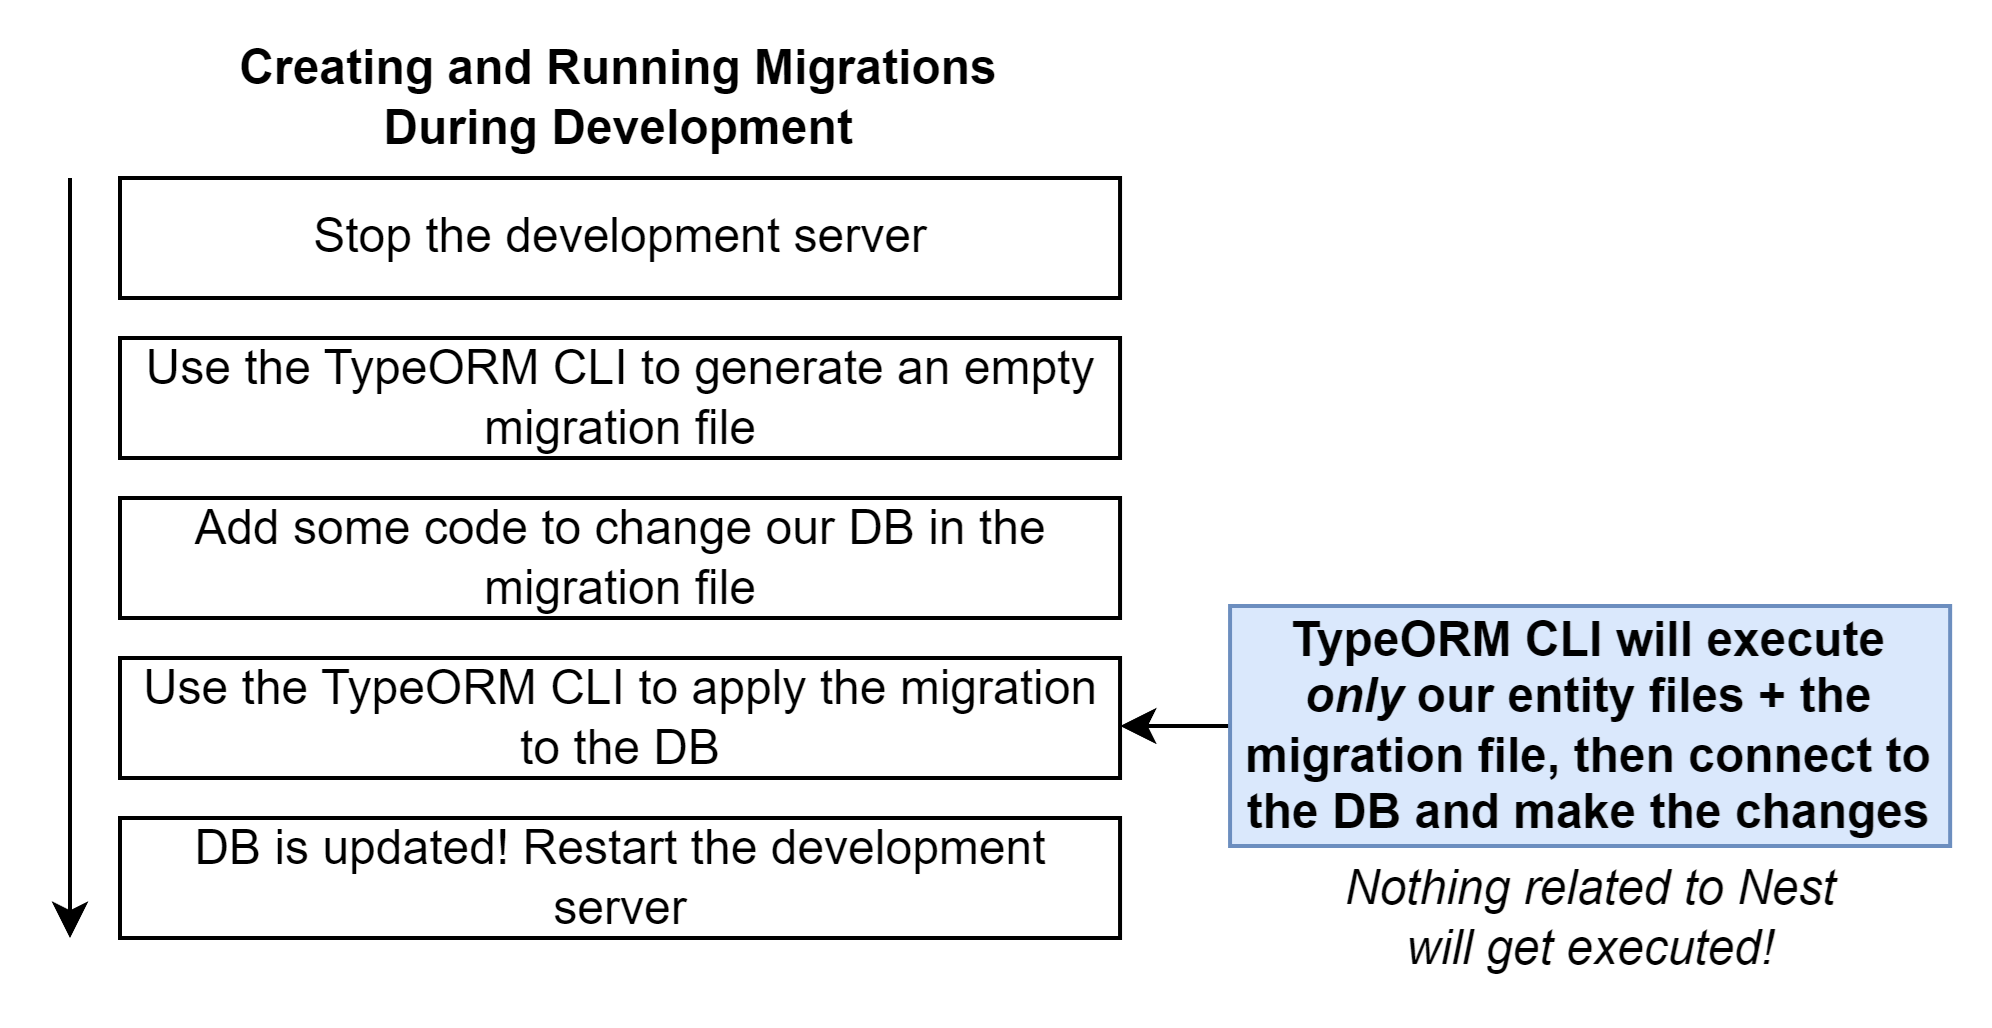 Creating and Running Migrations
During Development
Stop the development server
Use the TypeORM CLI to generate an empty
migration file
Add some code to change our DB in the
migration file
Use the TypeORM CLI to apply the migration
to the DB
DB is updated! Restart the development
server
TypeORM CLI will execute
only our entity files + the
migration file, then connect to
the DB and make the changes
Nothing related to Nest
will get executed!